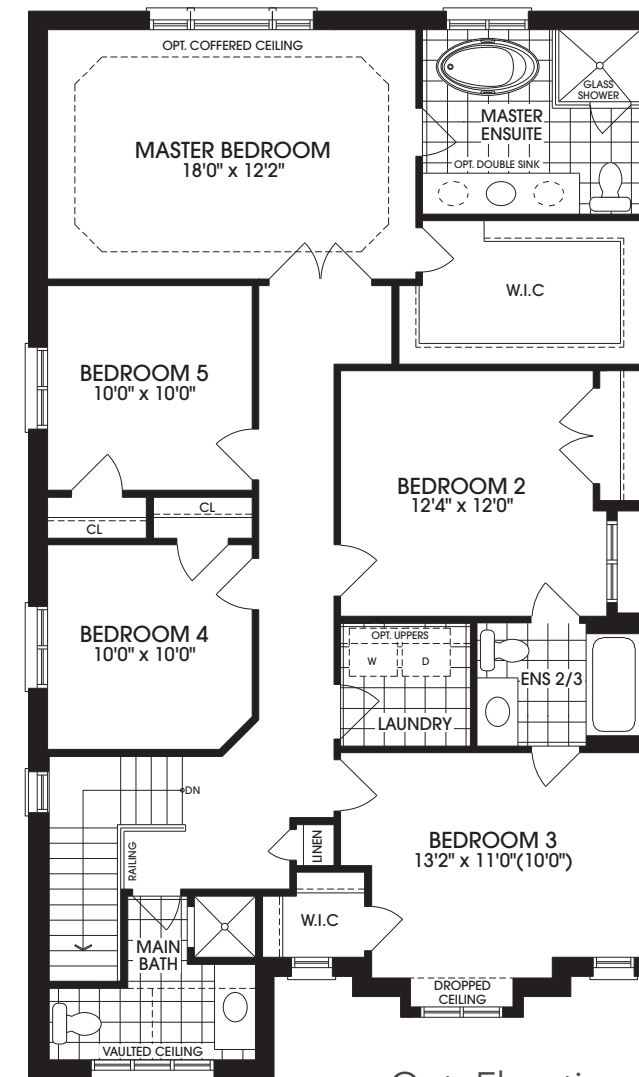 OPT. COFFERED CEILING
MASTER BEDROOM
18'0" x 12'2"
GLASS
SHOWER
MASTER
ENSUITE
OPT. DOUBLE SINK
W.I.C
BEDROOM 5
10'0" x 10'0"
BEDROOM 2
12'4" x 12'0"
CL
CL
BEDROOM 4
10'0" x 10'0"
OPT. UPPERS
W
D
LAUNDRY
ENS 2/3
DN
RAILING
LINEN
BEDROOM 3
13'2" x 11'0"(10'0")
W.I.C
MAIN
BATH
DROPPED
CEILING
VAULTED CEILING